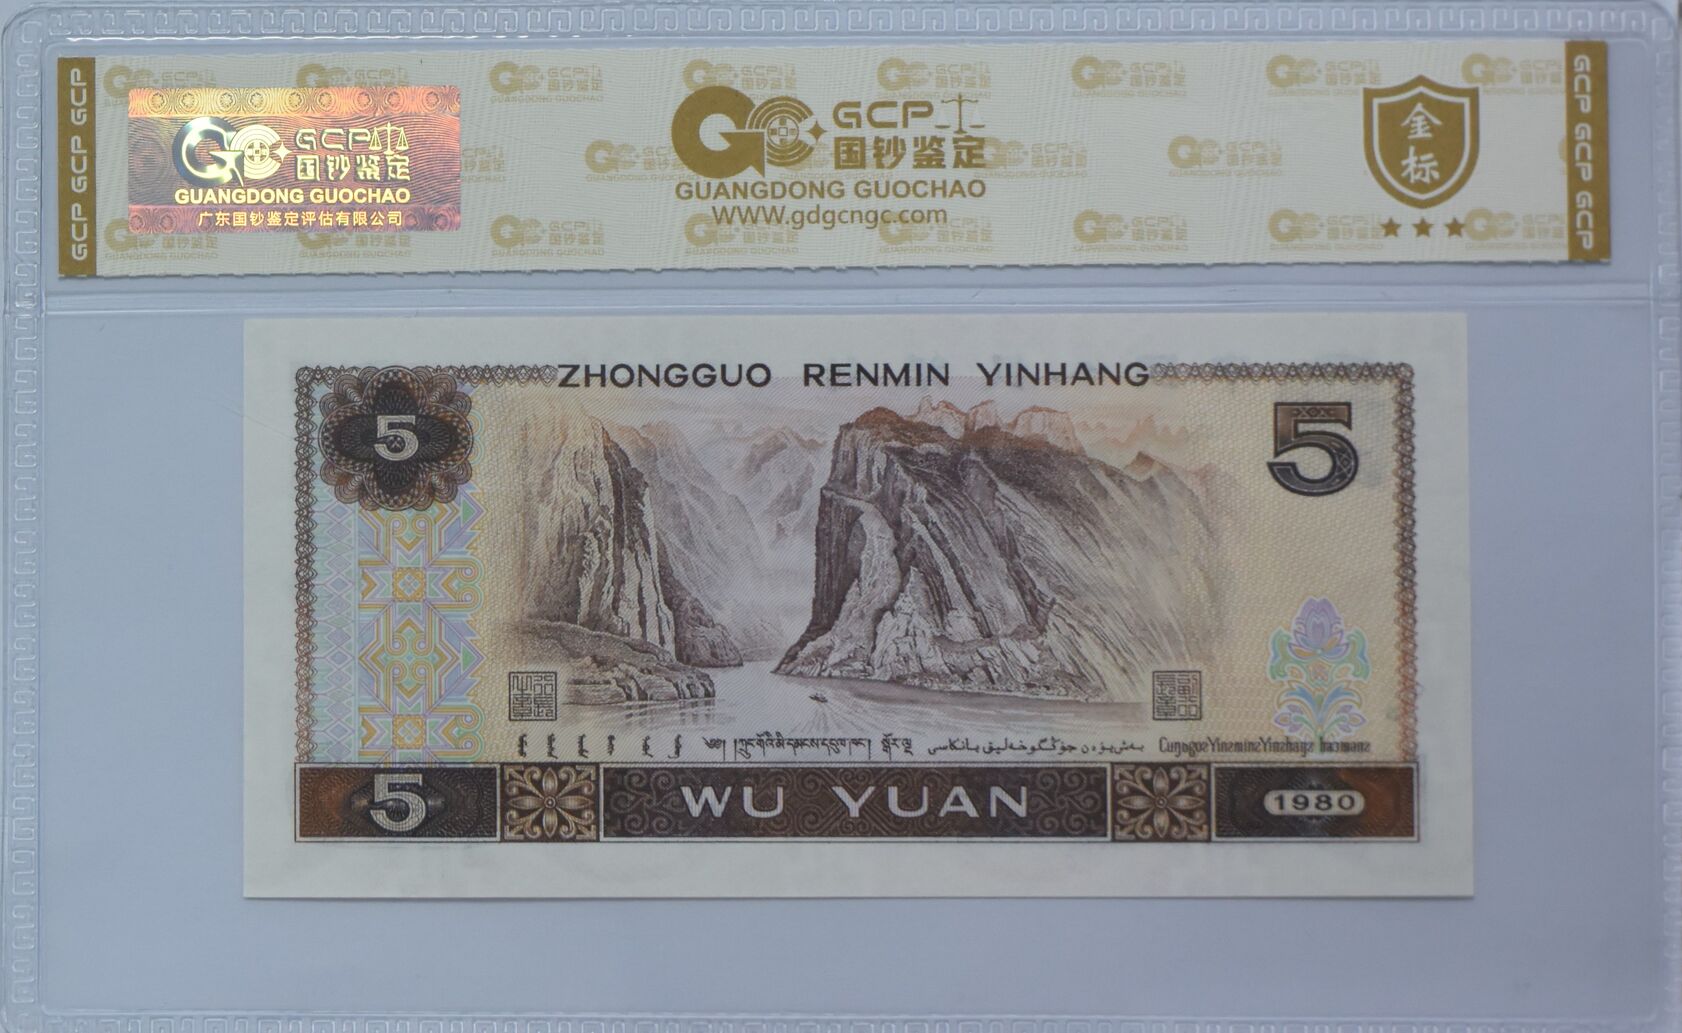 GCP GCP GCP
GCP
国钞鉴定
GUANGDONG GUOCHAO
广东国钞鉴定评估有限公司
GCP
国钞鉴定
GUANGDONG GUOCHAO
WWW.gdgcngc.com
金标
GCP GCP GCP
ZHONGGUO RENMIN YINHANG
5
5
5
WU YUAN
1980